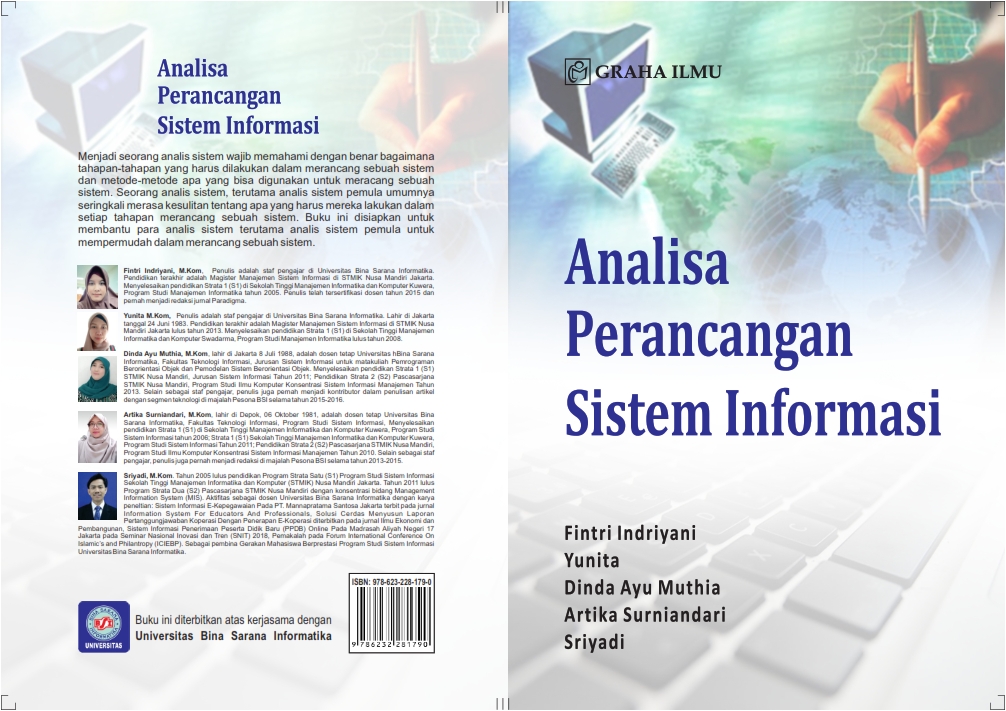 Analisa
Perancangan
Sistem Informasi
Menjadi seorang analis sistem wajib memahami dengan benar bagaimana
tahapan-tahapan yang harus dilakukan dalam merancang sebuah sistem
dan metode-metode apa yang bisa digunakan untuk meracang sebuah
sistem. Seorang analis sistem, terutama analis sistem pemula umumnya
seringkali merasa kesulitan tentang apa yang harus mereka lakukan dalam
setiap tahapan merancang sebuah sistem. Buku ini disiapkan untuk
membantu para analis sistem terutama analis sistem pemula untuk
mempermudah dalam merancang sebuah sistem.
Fintri Indriyani, M.Kom, Penulis adalah staf pengajar di Universitas Bina Sarana Informatika.
Pendidikan terakhir adalah Magister Manajemen Sistem Informasi di STMIK Nusa Mandiri Jakarta.
Menyelesaikan pendidikan Strata 1 (S1) di Sekolah Tinggi Manajemen Informatika dan Komputer Kuwera,
Program Studi Manajemen Informatika tahun 2005. Penulis telah tersertifikasi dosen tahun 2015 dan
pernah menjadi redaksi jurnal Paradigma.
Yunita M.Kom, Penulis adalah staf pengajar di Universitas Bina Sarana Informatika. Lahir di Jakarta
tanggal 24 Juni 1983. Pendidikan terakhir adalah Magister Manajemen Sistem Informasi di STMIK Nusa
Mandiri Jakarta lulus tahun 2013. Menyelesaikan pendidikan Strata 1 (S1) di Sekolah Tinggi Manajemen
Informatika dan Komputer Swadarma, Program Studi Manajemen Informatika lulus tahun 2008.
Dinda Ayu Muthia, M.Kom, lahir di Jakarta 8 Juli 1988, adalah dosen tetap Universitas hBina Sarana
Informatika, Fakultas Teknologi Informasi, Jurusan Sistem Informasi untuk matakuliah Pemrograman
Berorientasi Objek dan Pemodelan Sistem Berorientasi Objek. Menyelesaikan pendidikan Strata 1 (S1)
STMIK Nusa Mandiri, Jurusan Sistem Informasi Tahun 2011; Pendidikan Strata 2 (S2) Pascasarjana
STMIK Nusa Mandiri, Program Studi Ilmu Komputer Konsentrasi Sistem Informasi Manajemen Tahun
2013. Selain sebagai staf pengajar, penulis juga pernah menjadi kontributor dalam penulisan artikel
dengan segmen teknologi di majalah Pesona BSI selama tahun 2015-2016.
Artika Surniandari, M.Kom, lahir di Depok, 06 Oktober 1981, adalah dosen tetap Universitas Bina
Sarana Informatika, Fakultas Teknologi Informasi, Program Studi Sistem Informasi, Menyelesaikan
pendidikan Strata 1 (S1) di Sekolah Tinggi Manajemen Informatika dan Komputer Kuwera, Program Studi
Sistem Informasi tahun 2006; Strata 1 (S1) Sekolah Tinggi Manajemen Informatika dan Komputer Kuwera,
Program Studi Sistem Informasi Tahun 2011; Pendidikan Strata 2 (S2) Pascasarjana STMIK Nusa Mandiri,
Program Studi Ilmu Komputer Konsentrasi Sistem Informasi Manajemen Tahun 2010. Selain sebagai staf
pengajar, penulis juga pernah menjadi redaksi di majalah Pesona BSI selama tahun 2013-2015.
Sriyadi, M.Kom. Tahun 2005 lulus pendidikan Program Strata Satu (S1) Program Studi Sistem Informasi
Sekolah Tinggi Manajemen Informatika dan Komputer (STMIK) Nusa Mandiri Jakarta. Tahun 2011 lulus
Program Strata Dua (S2) Pascasarjana STMIK Nusa Mandiri dengan konsentrasi bidang Management
Information System (MIS). Aktifitas sebagai dosen Universitas Bina Sarana Informatika dengan karya
penelitian: Sistem Informasi E-Kepegawaian Pada PT. Mannapratama Santosa Jakarta terbit pada jurnal
Information System For Educators And Professionals, Solusi Cerdas Menyusun Laporan
Pertanggungjawaban Koperasi Dengan Penerapan E-Koperasi diterbitkan pada jurnal Ilmu Ekonomi dan
Pembangunan, Sistem Informasi Penerimaan Peserta Didik Baru (PPDB) Online Pada Madrasah Aliyah Negeri 17
Jakarta pada Seminar Nasional Inovasi dan Tren (SNIT) 2018, Pemakalah pada Forum International Conference On
Islamic's and Philantropy (ICIEBP). Sebagai pembina Gerakan Mahasiswa Berprestasi Program Studi Sistem Informasi
Universitas Bina Sarana Informatika.
BINA SARANA
BSI
INFORMATIKA
UNIVERSITAS
Buku ini diterbitkan atas kerjasama dengan
Universitas Bina Sarana Informatika
ISBN: 978-623-228-179-0
9 786232 281790
GRAHA ILMU
Analisa
Perancangan
Sistem Informasi
Fintri Indriyani
Yunita
Dinda Ayu Muthia
Artika Surniandari
Sriyadi